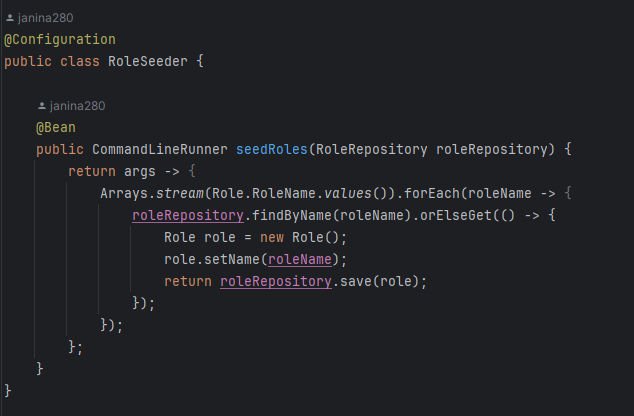 janina280
@Configuration
public class RoleSeeder {
janina280
@Bean
public CommandLineRunner seedRoles(RoleRepository roleRepository) {
return args -> {
Arrays.stream(Role.RoleName.values()).forEach(roleName -> {
roleRepository.findByName(roleName).orElseGet(() -> {
Role role = new Role();
role.setName(roleName);
return roleRepository.save(role);
});
});
};
}
}